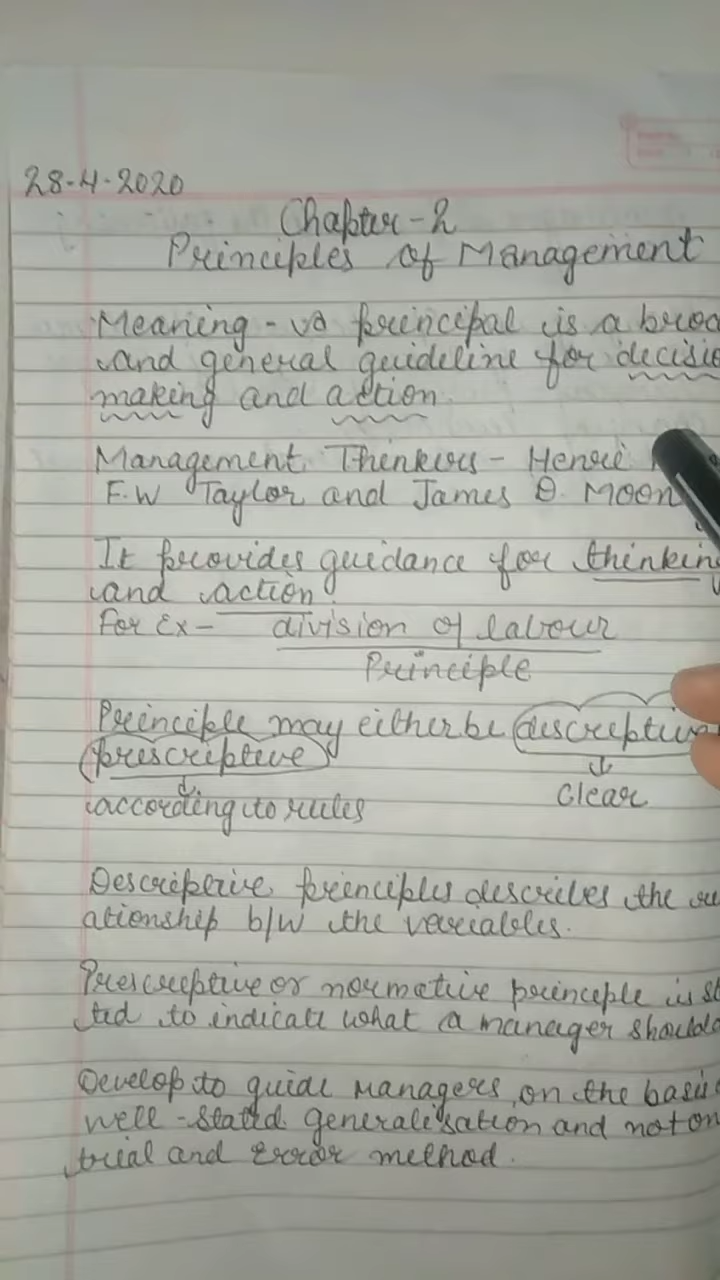 28-4-2020
Chapter-2
Principles of Management
Meaning - a principal is a broa
and general guideline for decisio
making and action.
Management Thinkers - Henri
F.W Taylor and James D. Moon
It provides guidance for thinkin
and action.
For Ex - division of labour
Principle
Principle may either be descriptiv
prescriptive
Clear
according to rules
Descriptive principles describes the
ationship b/w the variables.
Prescriptive or normative principle is st
ted to indicate what a manager should
Develop to guide managers on the basis
well-stated generalisation and not on
trial and error method.